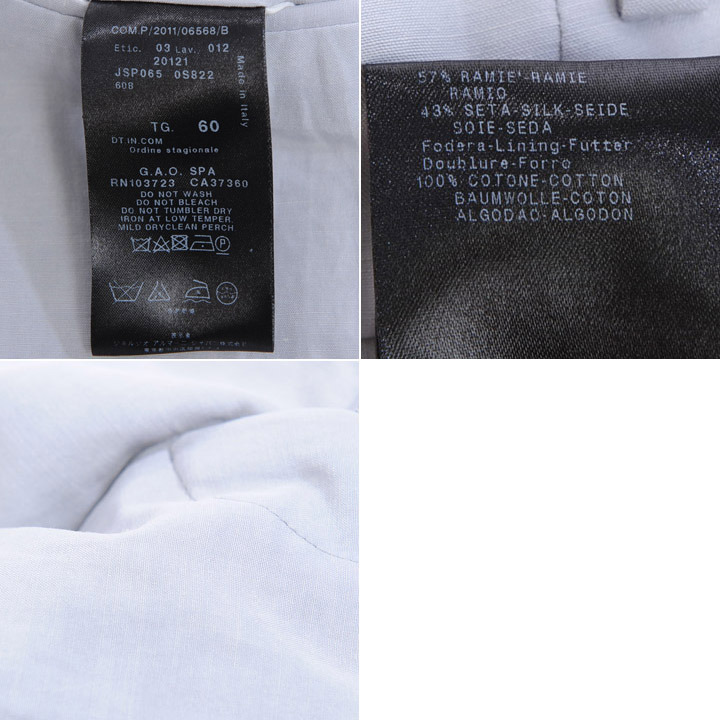 COM.P/2011/06568/B
Etic. 03 Lav. 012
20121
JSP065 0S822
608
Made in Italy
TG. 60
DT.IN.COM
Ordine stagionale
G.A.O. SPA
RN103723 CA37360
DO NOT WASH
DO NOT BLEACH
DO NOT TUMBLER DRY
IRON AT LOW TEMPER.
MILD DRYCLEAN PERCH
P
57% RAMIE'-RAMIE
RAMIO
43% SETA-SILK-SEIDE
SOIE-SEDA
Fodera-Lining-Futter
Doublure-Forro
100% COTONE-COTTON
BAUMWOLLE-COTON
ALGODAO-ALGODON